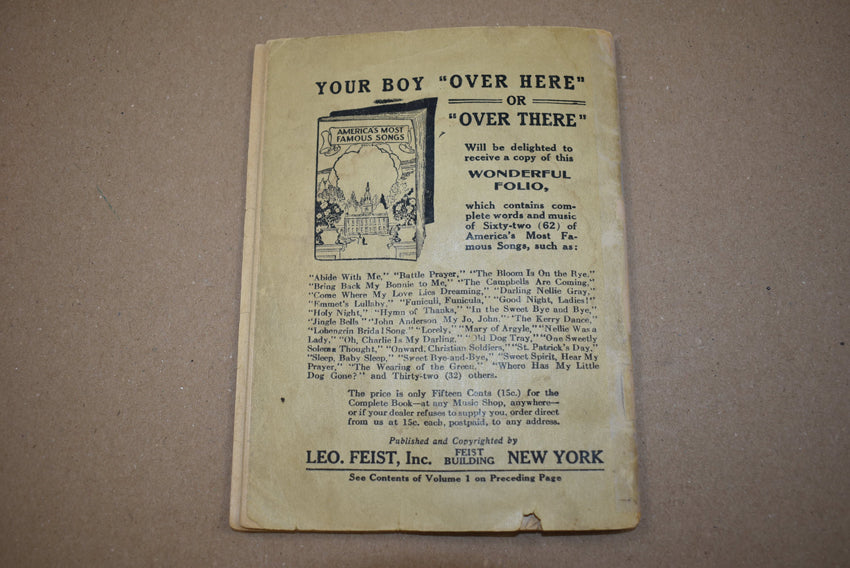 YOUR BOY "OVER HERE"
OR
"OVER THERE"
AMERICA'S MOST
FAMOUS SONGS
Will be delighted to
receive a copy of this
WONDERFUL
FOLIO,
which contains com-
plete words and music
of Sixty-two (62) of
America's Most Fa-
mous Songs, such as:
"Abide With Me," "Battle Prayer," "The Bloom Is On the Rye,"
"Bring Back My Bonnie to Me," "The Campbells Are Coming,"
"Come Where My Love Lies Dreaming," "Darling Nellie Gray,"
"Emmet's Lullaby," "Funiculi, Funicula," "Good Night, Ladies!"
"Holy Night," "Hymn of Thanks," "In the Sweet Bye and Bye,"
"Jingle Bells" "John Anderson My Jo, John." "The Kerry Dance,"
"Lohengrin Bridal Song" "Lorely," "Mary of Argyle," "Nellie Was a
Lady," "Oh, Charlie Is My Darling," "Old Dog Tray," "One Sweetly
Solemn Thought," "Onward, Christian Soldiers," "St. Patrick's Day,"
"Sleep, Baby Sleep," "Sweet Bye-and-Bye," "Sweet Spirit, Hear My
Prayer," "The Wearing of the Green," "Where Has My Little
Dog Gone?" and Thirty-two (32) others.
The price is only Fifteen Cents (15c.) for the
Complete Book—at any Music Shop, anywhere—
or if your dealer refuses to supply you, order direct
from us at 15c. each, postpaid, to any address.
Published and Copyrighted by
LEO. FEIST, Inc. FEIST BUILDING NEW YORK
See Contents of Volume 1 on Preceding Page